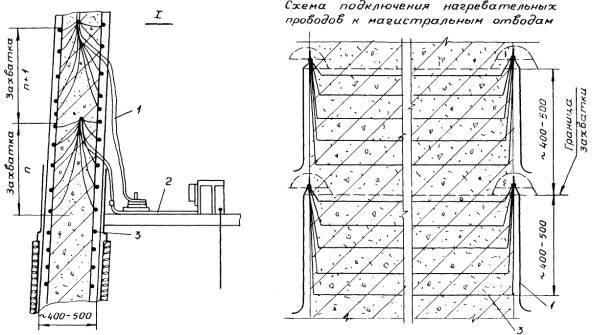 I
Схема подключения нагревательных
проводов к магистральным отводам
Захватка
n+1
Захватка
n
1
2
3
~400-500
~400-500
Граница
захватки
~400-500
1
3